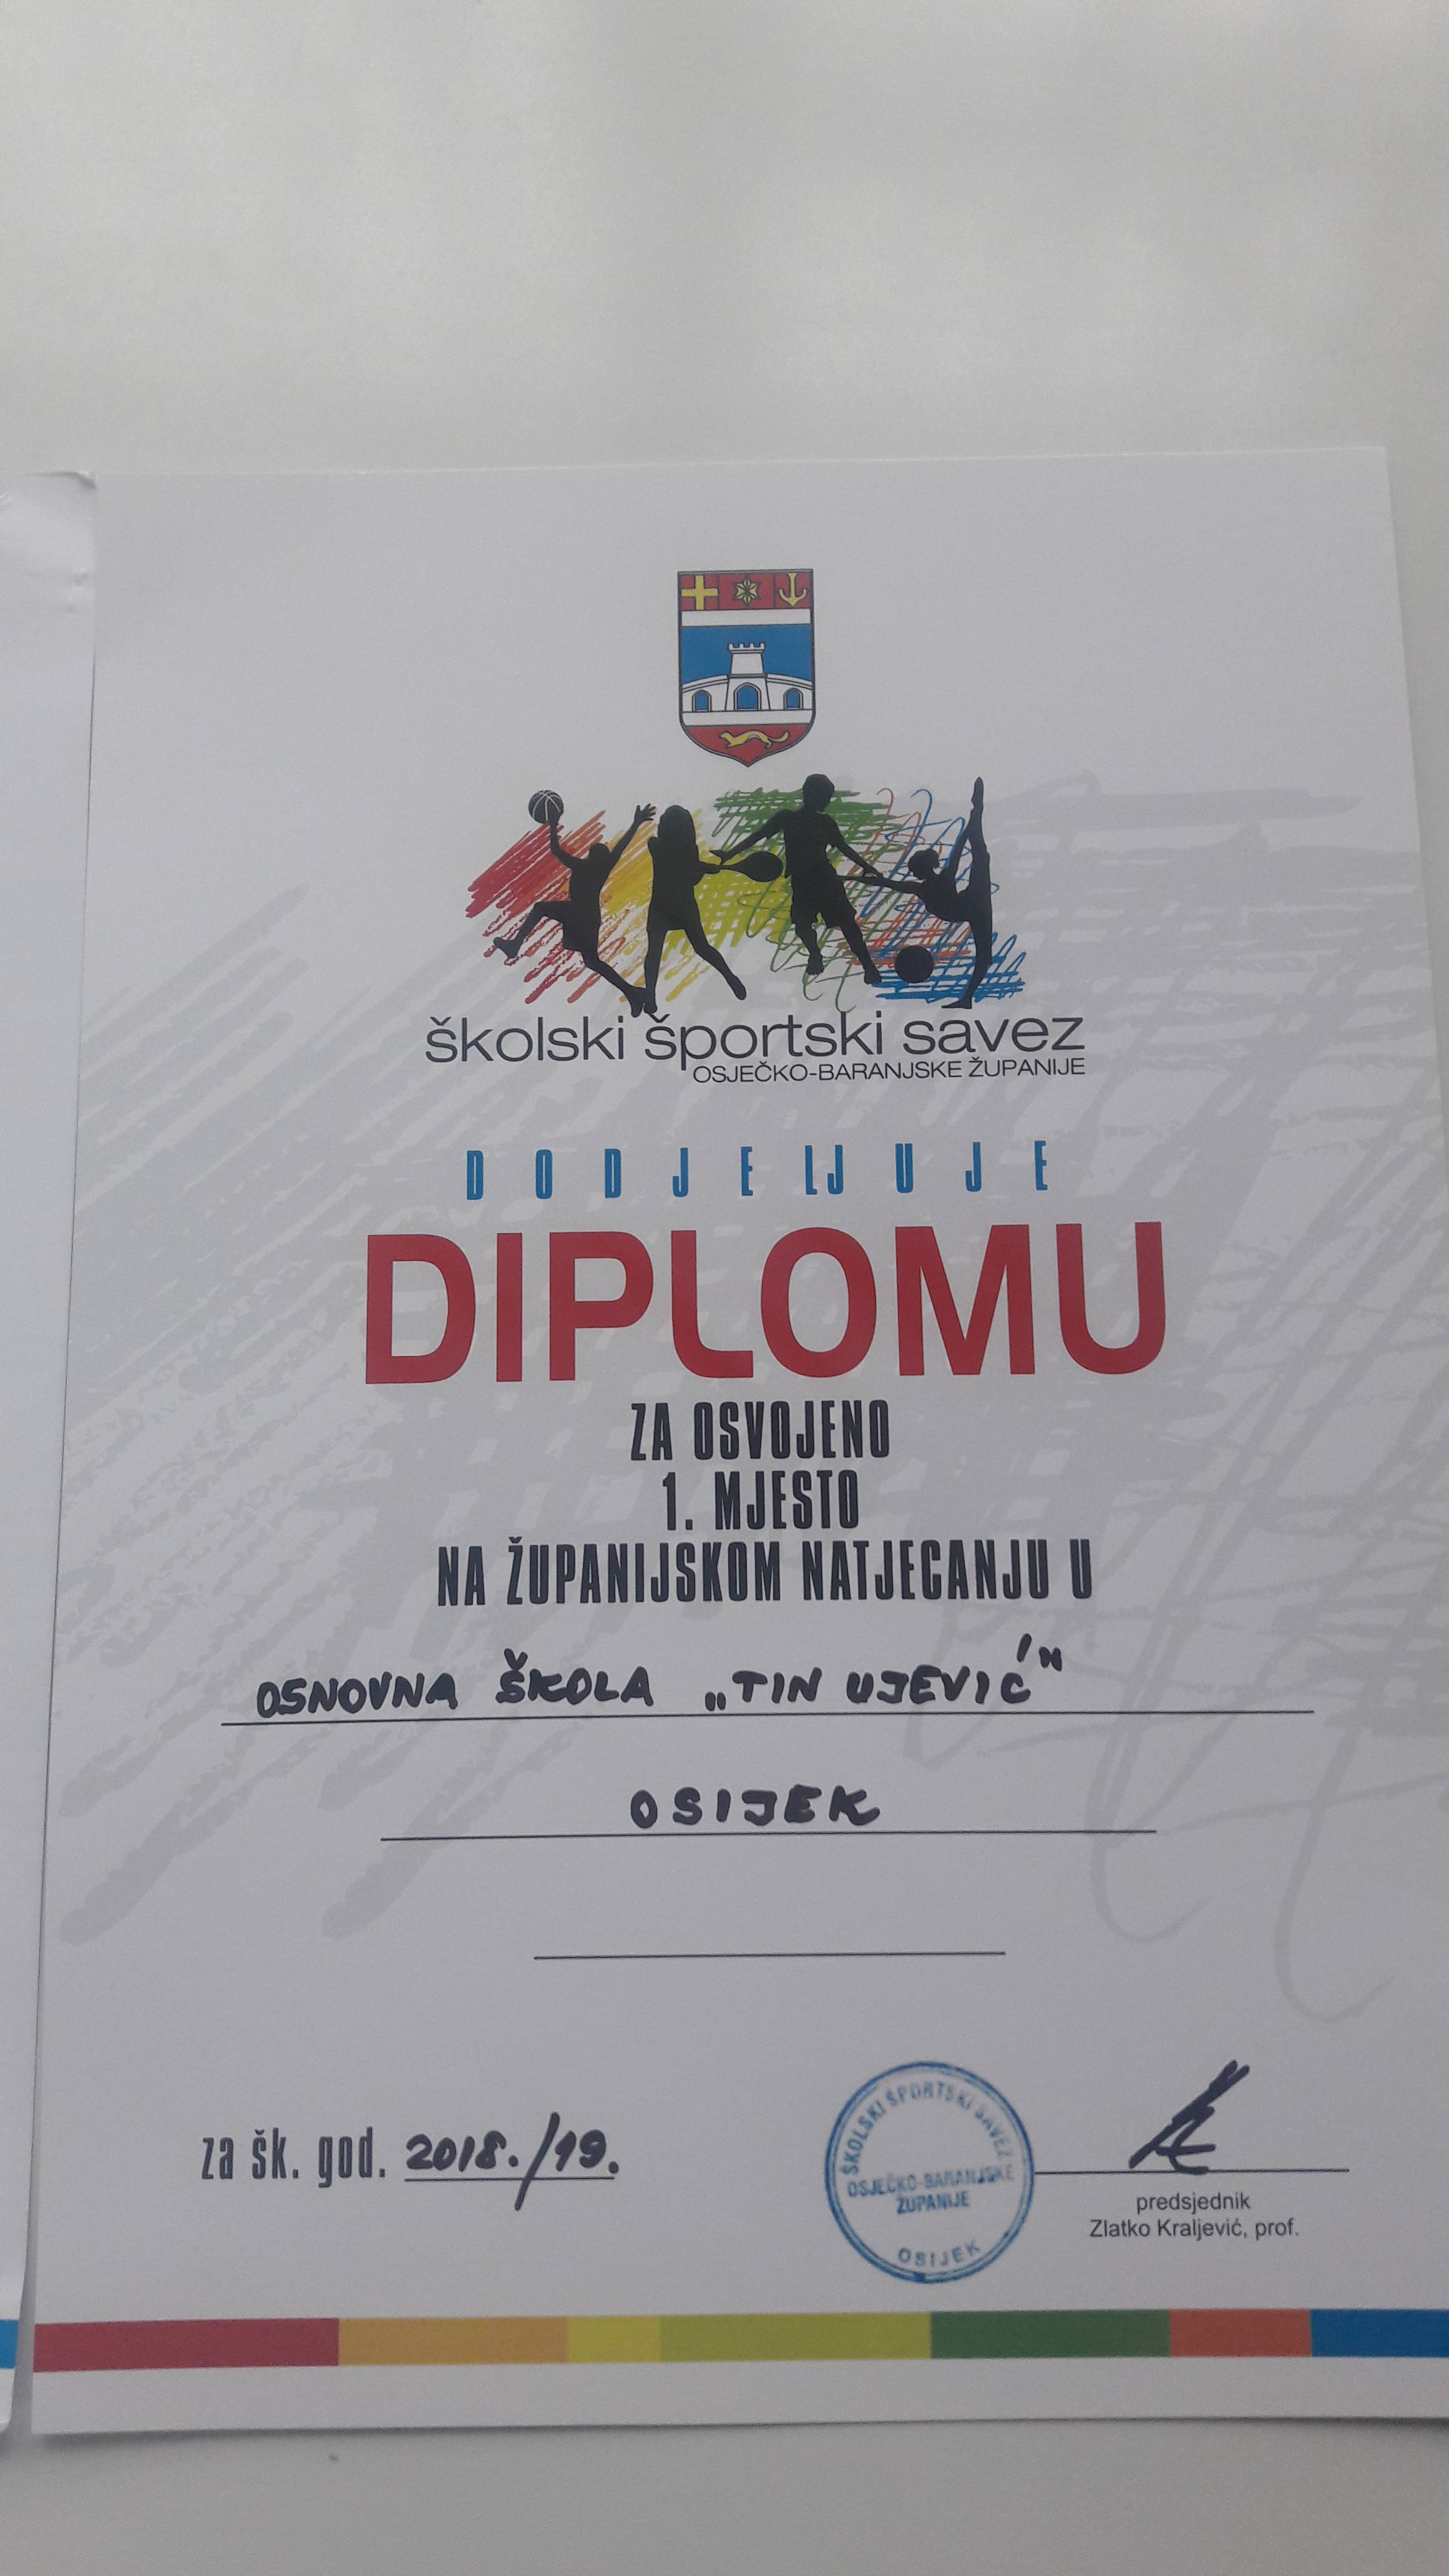 školski športski savez
OSJEČKO-BARANJSKE ŽUPANIJE
DODJELJUJE
DIPLOMU
ZA OSVOJENO
1. MJESTO
NA ŽUPANIJSKOM NATJECANJU U
OSNOVNA ŠKOLA „TIN UJEVIĆ"
OSIJEK
za šk. god. 2018./19.
ŠKOLSKI ŠPORTSKI SAVEZ
OSJEČKO-BARANJSKE
ŽUPANIJE
OSIJEK
predsjednik
Zlatko Kraljević, prof.